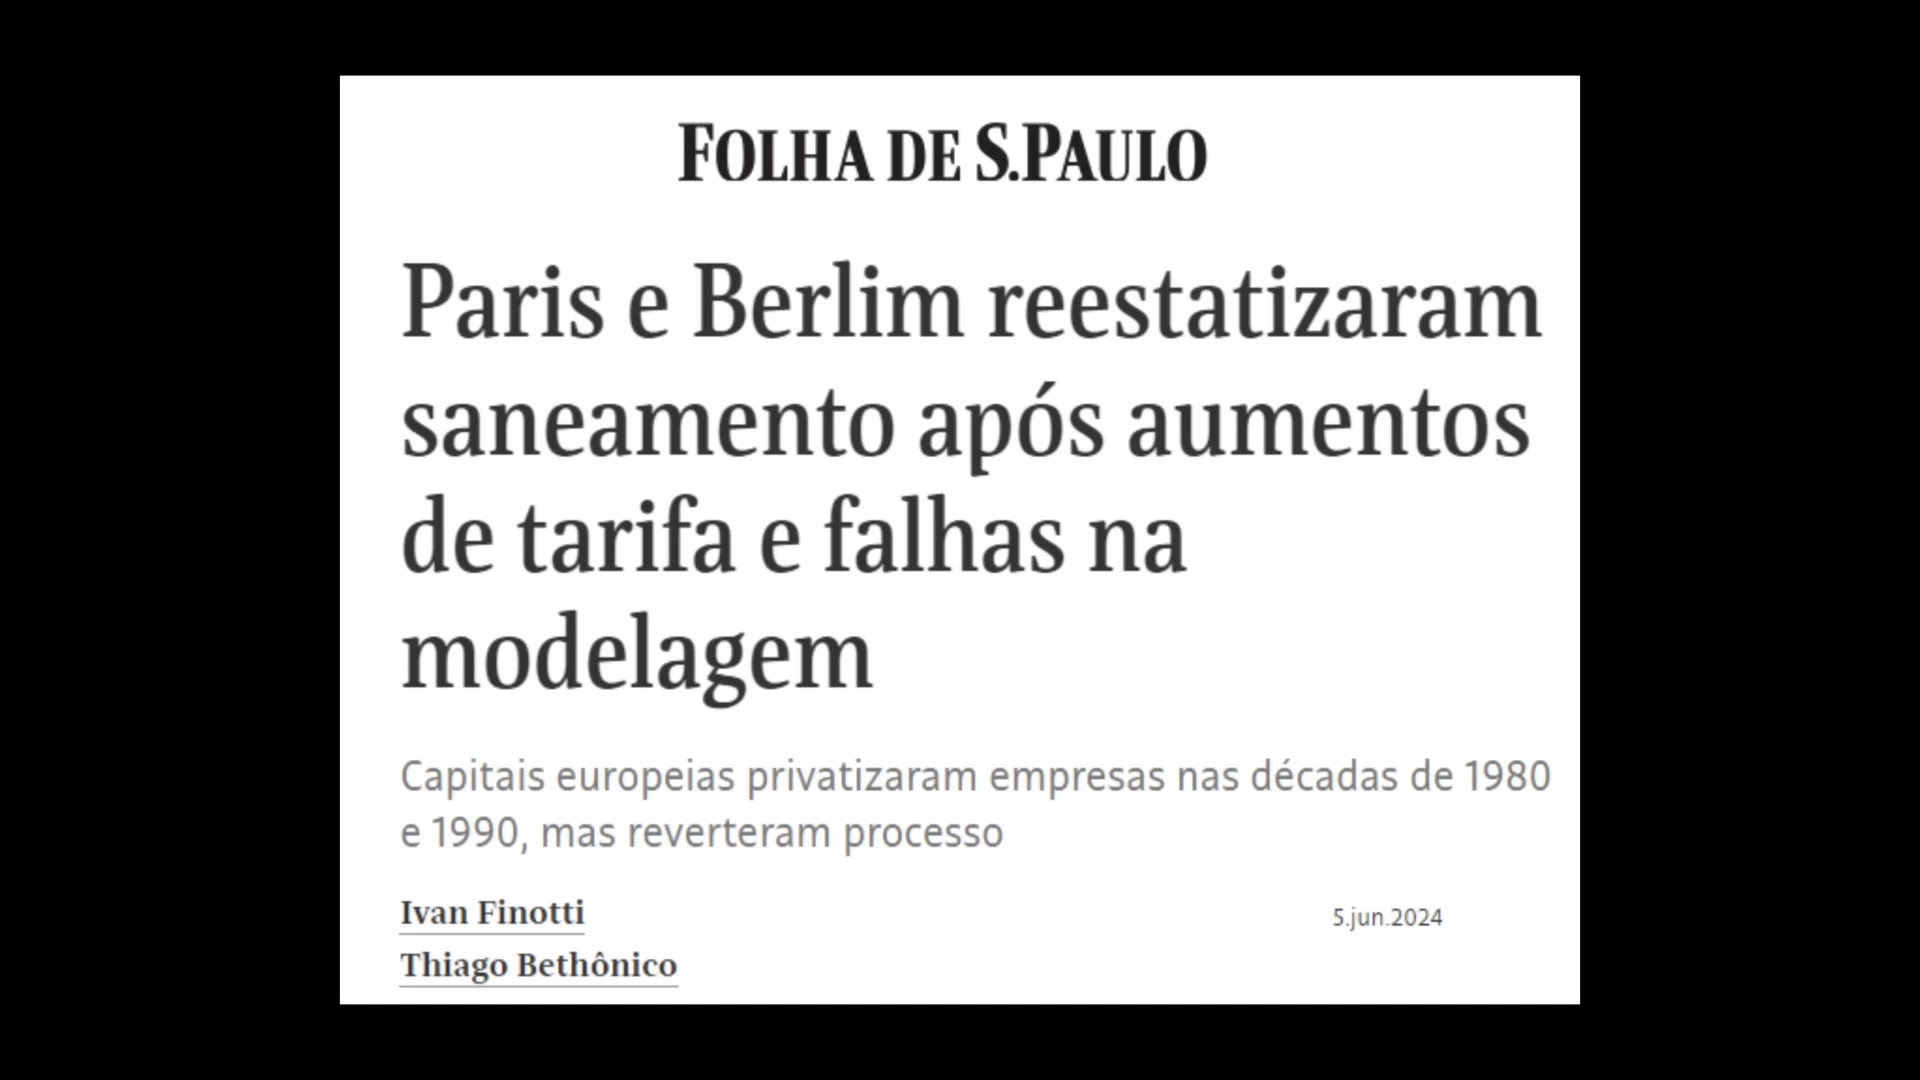 FOLHA DE S.PAULO
Paris e Berlim reestatizaram
saneamento após aumentos
de tarifa e falhas na
modelagem
Capitais europeias privatizaram empresas nas décadas de 1980
e 1990, mas reverteram processo
Ivan Finotti
5.jun.2024
Thiago Bethônico